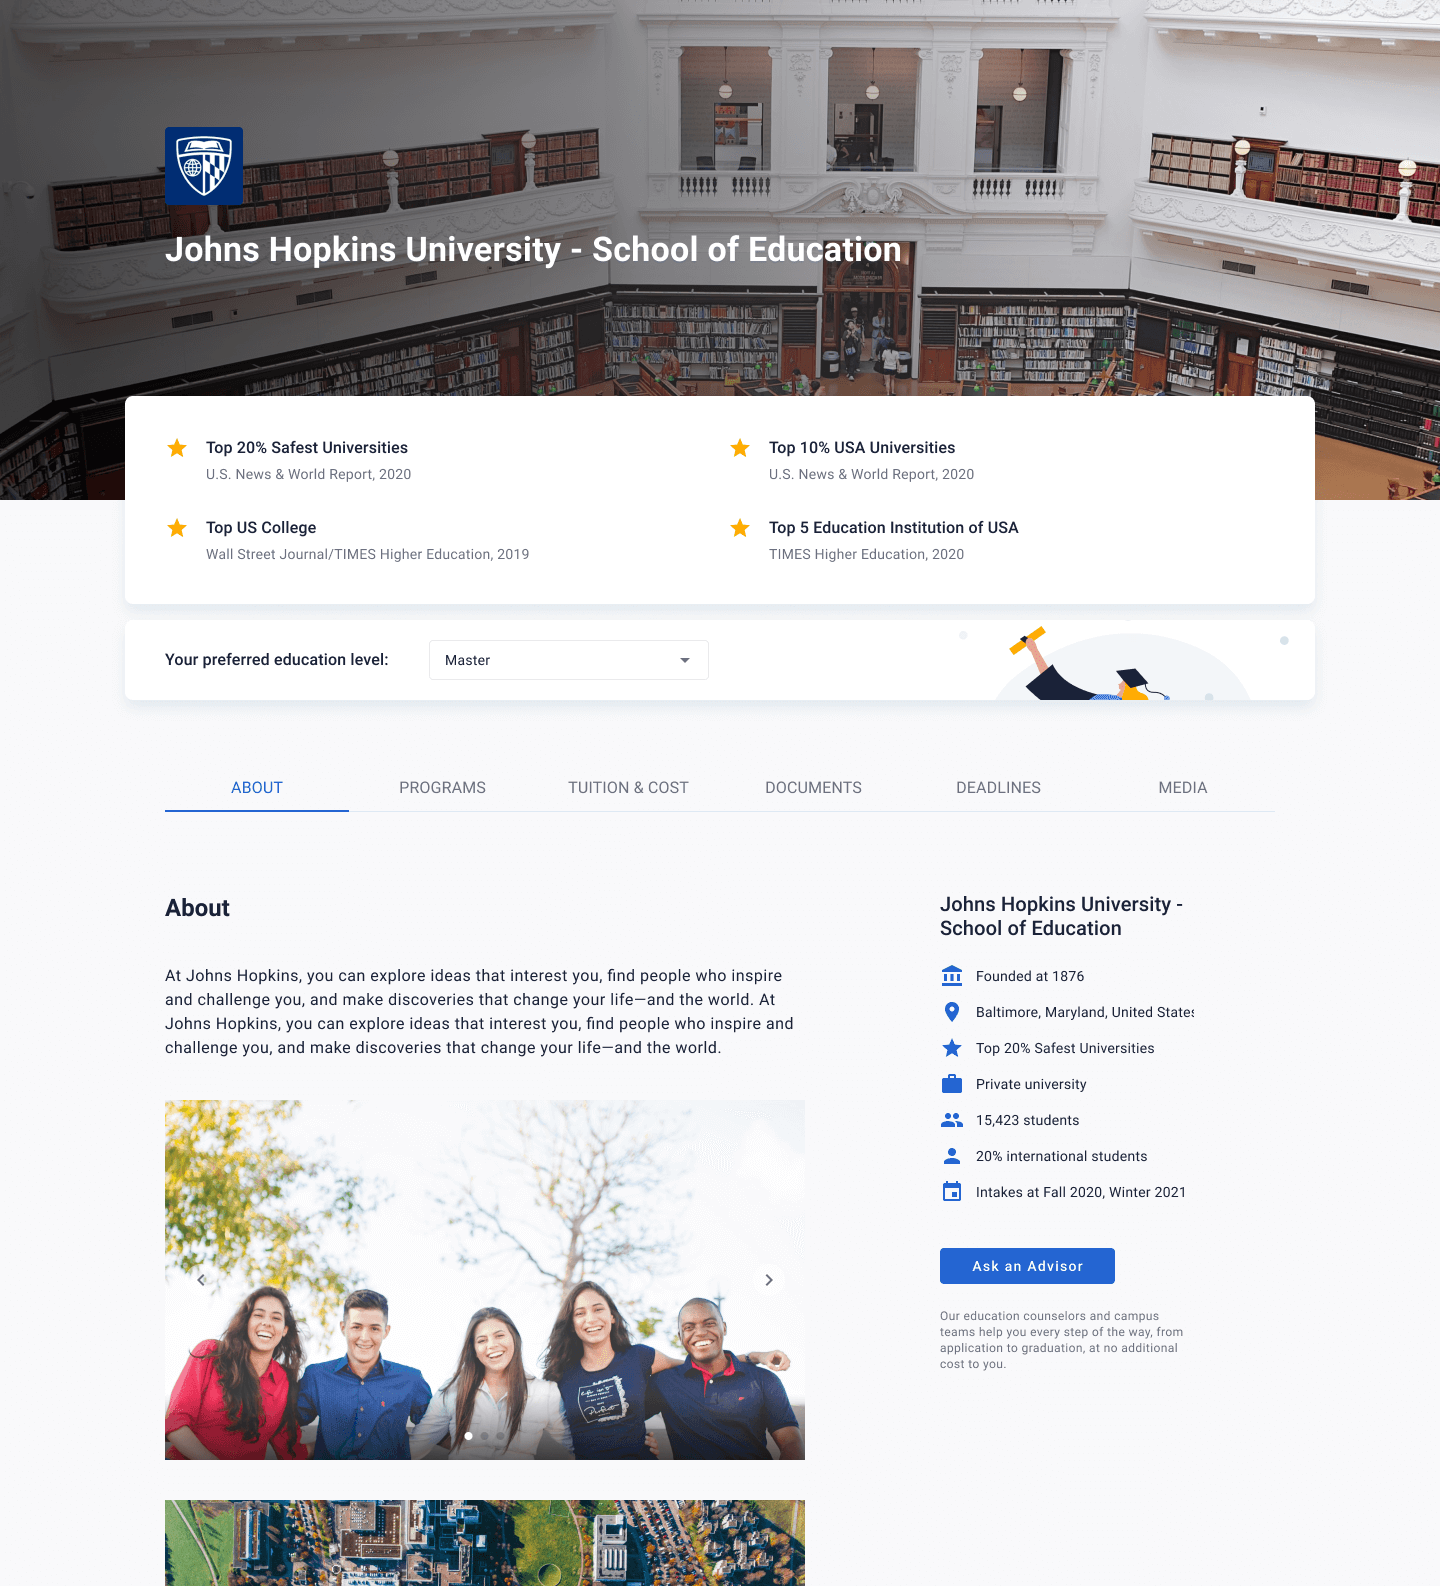 Johns Hopkins University - School of Education
Top 20% Safest Universities
U.S. News & World Report, 2020
Top 10% USA Universities
U.S. News & World Report, 2020
Top US College
Wall Street Journal/TIMES Higher Education, 2019
Top 5 Education Institution of USA
TIMES Higher Education, 2020
Your preferred education level:
Master
ABOUT
PROGRAMS
TUITION & COST
DOCUMENTS
DEADLINES
MEDIA
About
At Johns Hopkins, you can explore ideas that interest you, find people who inspire
and challenge you, and make discoveries that change your life—and the world. At
Johns Hopkins, you can explore ideas that interest you, find people who inspire and
challenge you, and make discoveries that change your life—and the world.
Johns Hopkins University -
School of Education
Founded at 1876
Baltimore, Maryland, United States
Top 20% Safest Universities
Private university
15,423 students
20% international students
Intakes at Fall 2020, Winter 2021
Ask an Advisor
Our education counselors and campus
teams help you every step of the way, from
application to graduation, at no additional
cost to you.